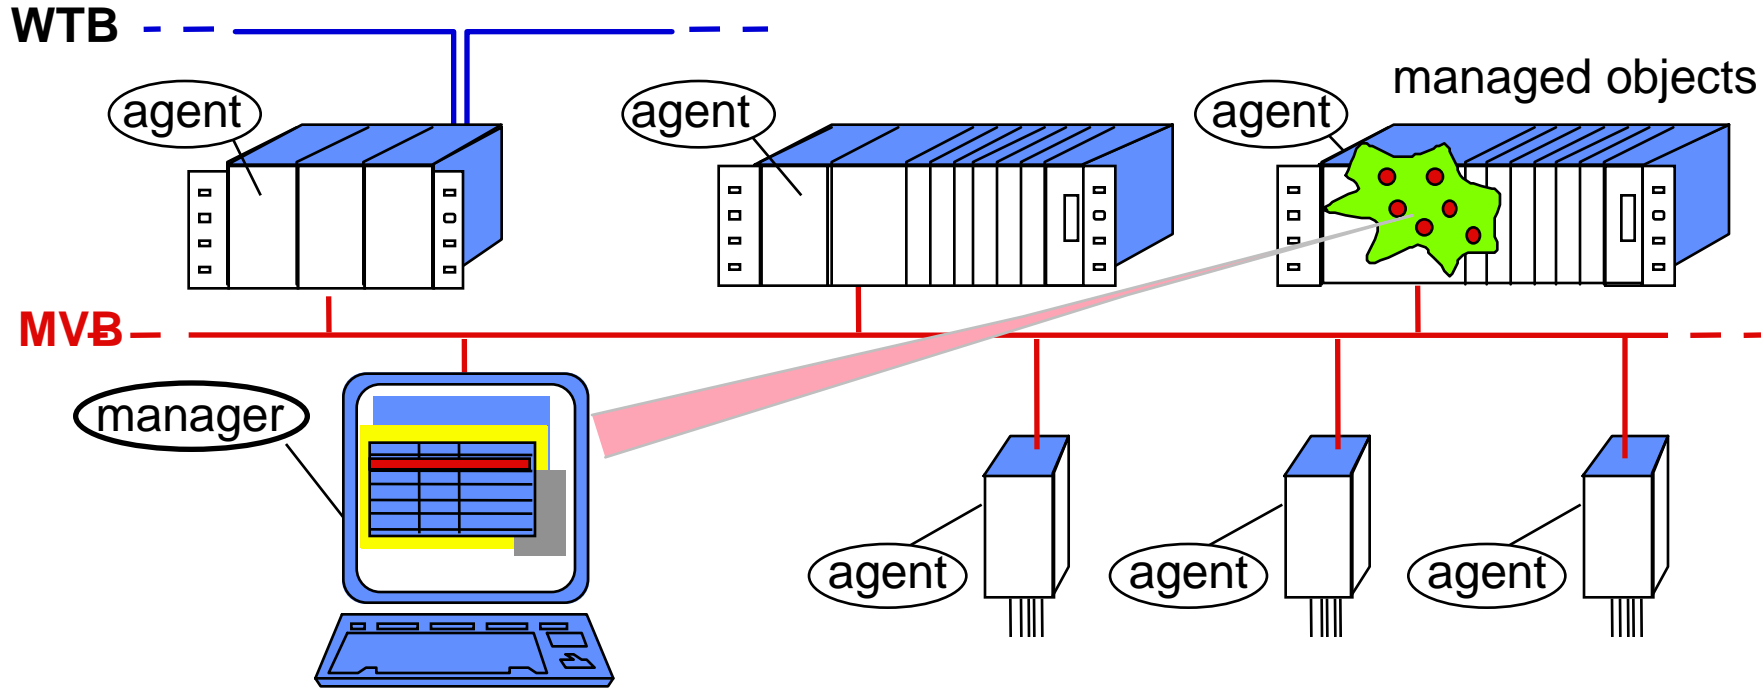 WTB
managed objects
agent
agent
agent
MVB
manager
agent
agent
agent